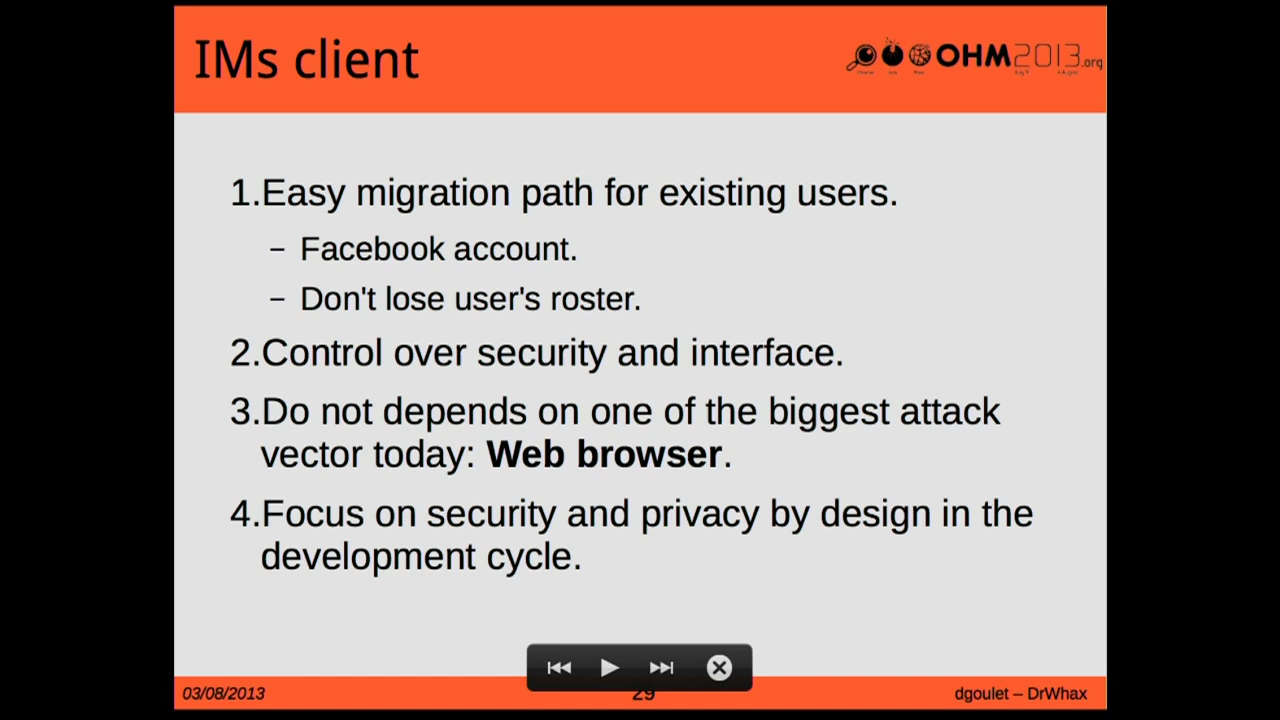 IMs client
OHM2013.org
1.Easy migration path for existing users.
– Facebook account.
– Don't lose user's roster.
2.Control over security and interface.
3.Do not depends on one of the biggest attack
vector today: Web browser.
4.Focus on security and privacy by design in the
development cycle.
03/08/2013
29
dgoulet – DrWhax